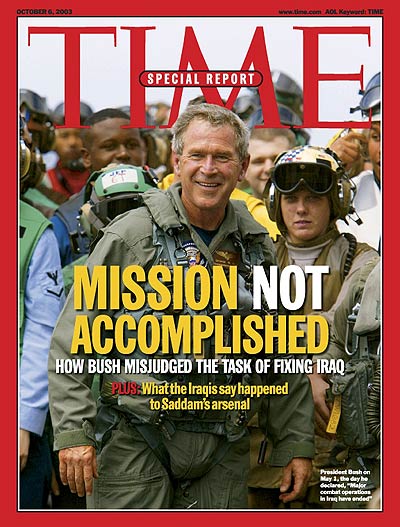 OCTOBER 6, 2003
www.time.com AOL Keyword: TIME
TIME
SPECIAL REPORT
MISSION NOT
ACCOMPLISHED
HOW BUSH MISJUDGED THE TASK OF FIXING IRAQ
PLUS: What the Iraqis say happened
to Saddam's arsenal
President Bush on
May 1, the day he
declared, "Major
combat operations
in Iraq have ended"